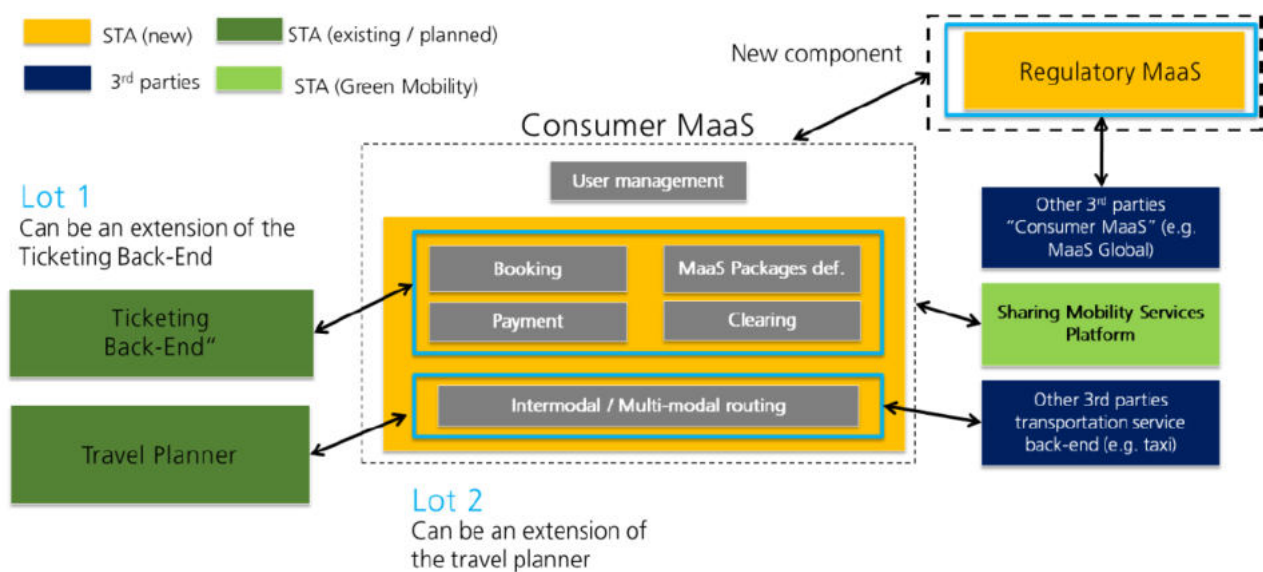 STA (new)
STA (existing / planned)
3rd parties
STA (Green Mobility)
New component
Regulatory MaaS
Consumer MaaS
User management
Lot 1
Can be an extension of the
Ticketing Back-End
Booking
MaaS Packages def.
Payment
Clearing
Ticketing
Back-End“
Other 3rd parties
“Consumer MaaS” (e.g.
MaaS Global)
Sharing Mobility Services
Platform
Intermodal / Multi-modal routing
Travel Planner
Other 3rd parties
transportation service
back-end (e.g. taxi)
Lot 2
Can be an extension of
the travel planner